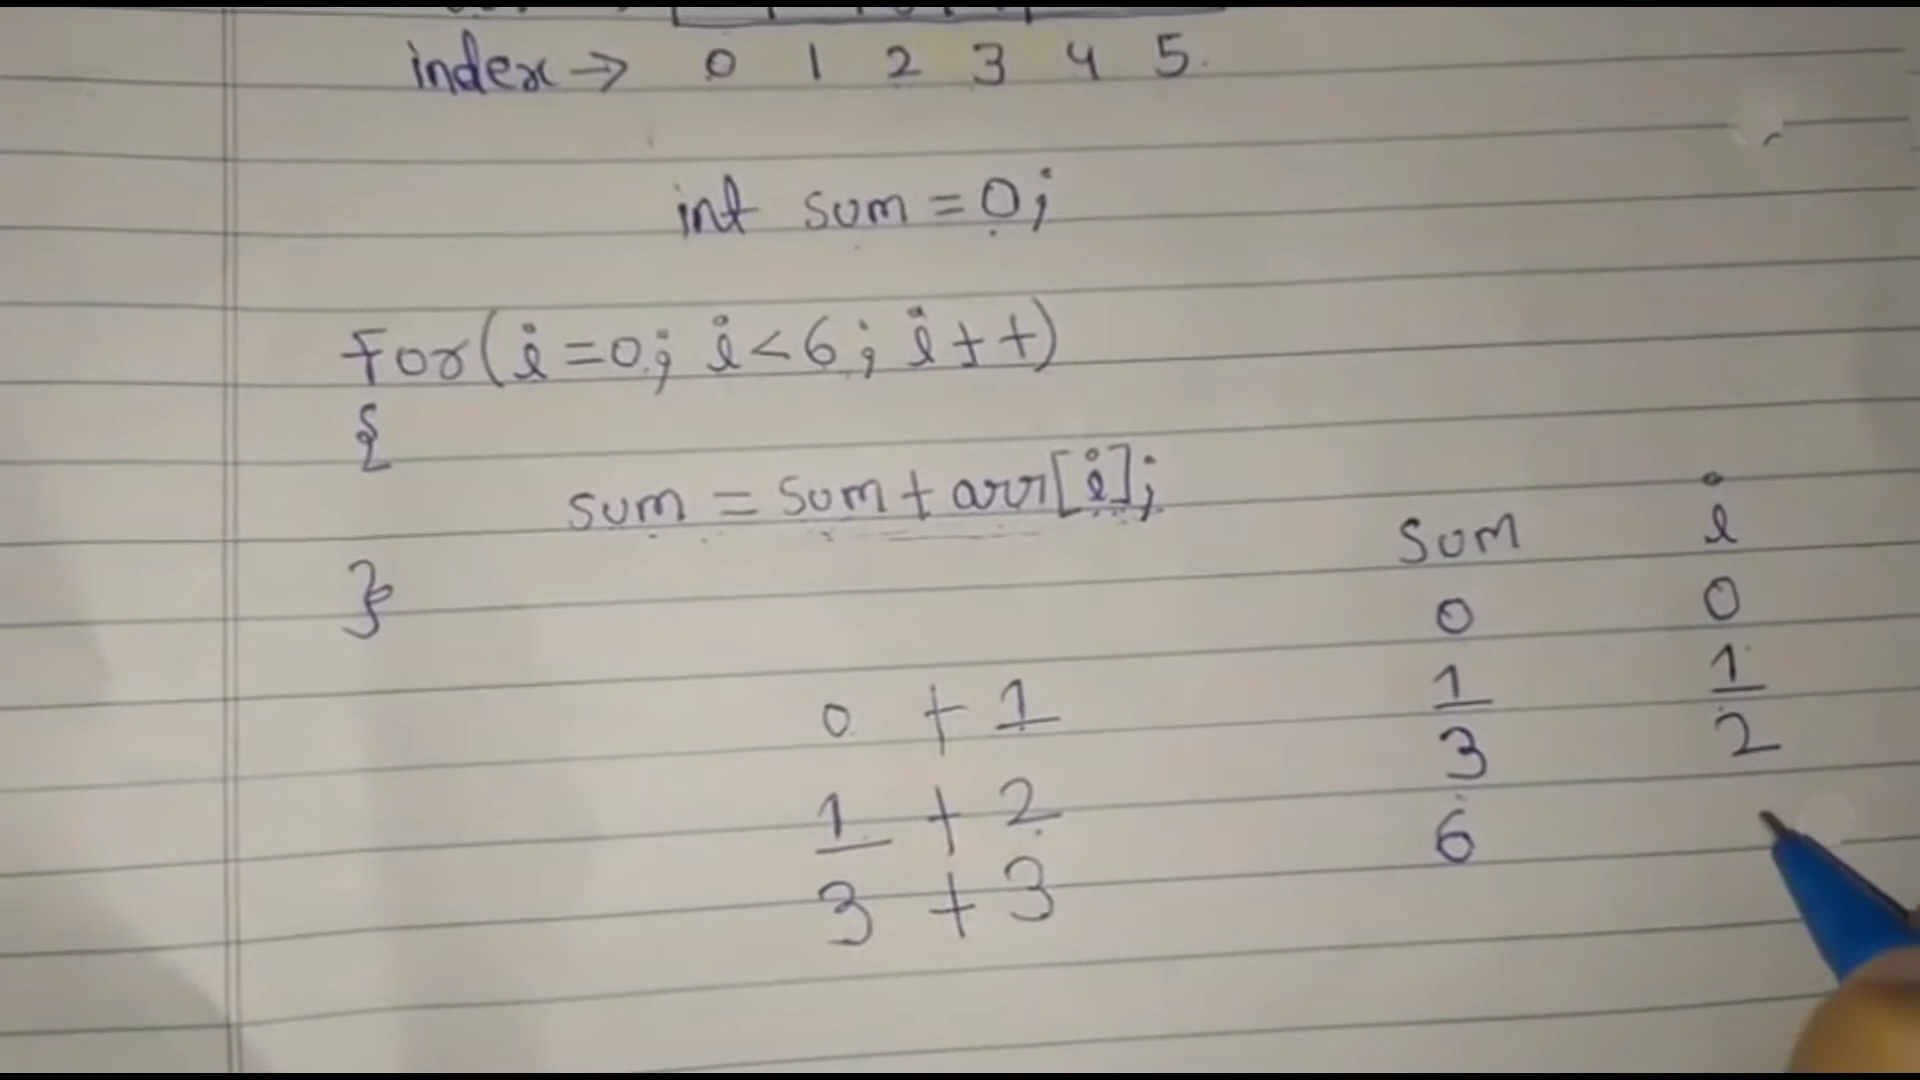 index → 0 1 2 3 4 5
int sum = 0;
For(i=0; i<6; i++)
{
sum = sum + arr[i];
}
sum i
0 0
0 + 1 1 1
3 2
1 + 2 6
3 + 3